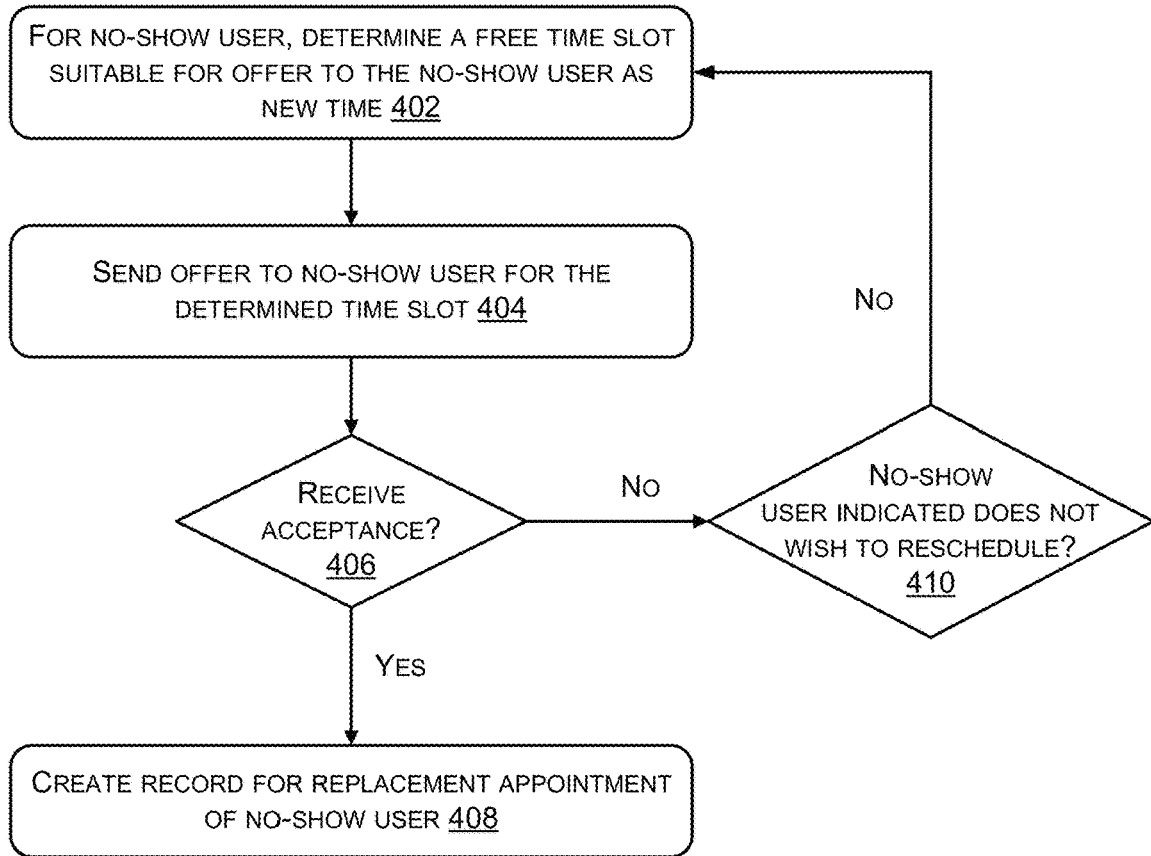 FOR NO-SHOW USER, DETERMINE A FREE TIME SLOT
SUITABLE FOR OFFER TO THE NO-SHOW USER AS
NEW TIME 402
SEND OFFER TO NO-SHOW USER FOR THE
DETERMINED TIME SLOT 404
NO
RECEIVE
ACCEPTANCE?
406
NO
NO-SHOW
USER INDICATED DOES NOT
WISH TO RESCHEDULE?
410
YES
CREATE RECORD FOR REPLACEMENT APPOINTMENT
OF NO-SHOW USER 408